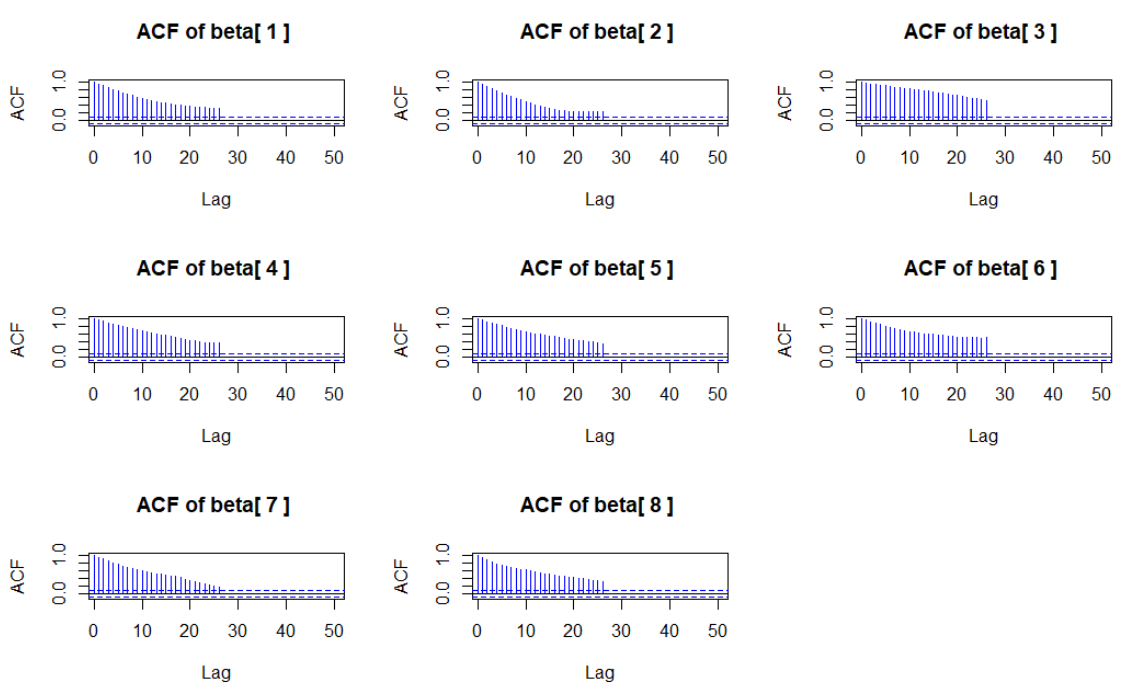 ACF of beta[ 1 ]
ACF
0.0 1.0
0 10 20 30 40 50
Lag
ACF of beta[ 2 ]
ACF
0.0 1.0
0 10 20 30 40 50
Lag
ACF of beta[ 3 ]
ACF
0.0 1.0
0 10 20 30 40 50
Lag
ACF of beta[ 4 ]
ACF
0.0 1.0
0 10 20 30 40 50
Lag
ACF of beta[ 5 ]
ACF
0.0 1.0
0 10 20 30 40 50
Lag
ACF of beta[ 6 ]
ACF
0.0 1.0
0 10 20 30 40 50
Lag
ACF of beta[ 7 ]
ACF
0.0 1.0
0 10 20 30 40 50
Lag
ACF of beta[ 8 ]
ACF
0.0 1.0
0 10 20 30 40 50
Lag